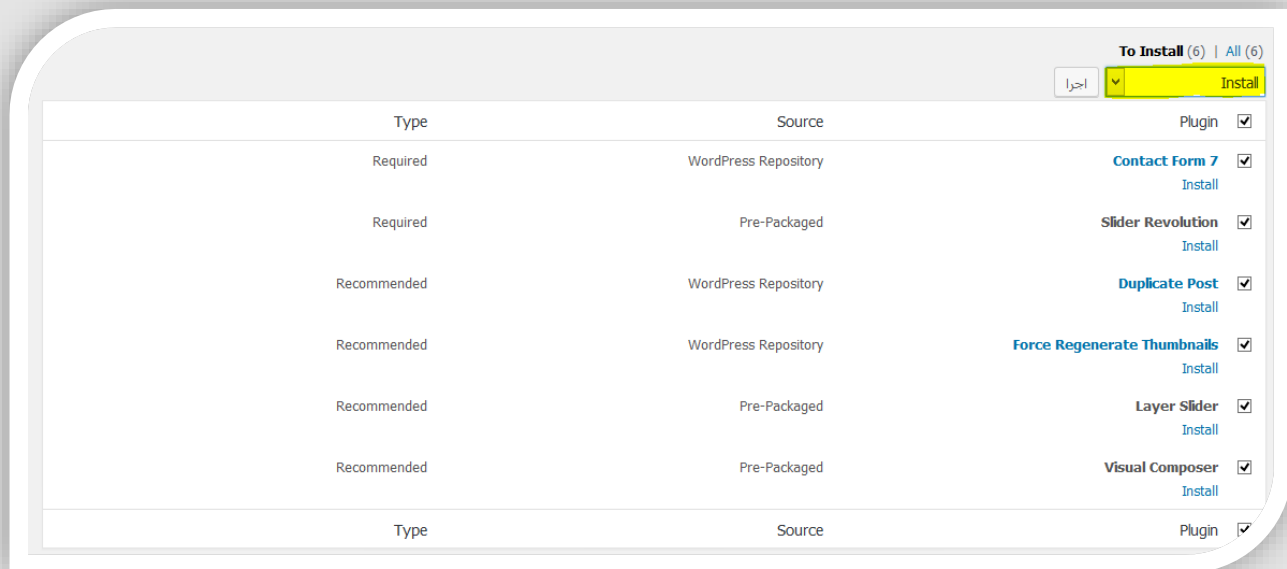 To Install (6) | All (6)
Install اجرا
Plugin Source Type
Contact Form 7 WordPress Repository Required
Install
Slider Revolution Pre-Packaged Required
Install
Duplicate Post WordPress Repository Recommended
Install
Force Regenerate Thumbnails WordPress Repository Recommended
Install
Layer Slider Pre-Packaged Recommended
Install
Visual Composer Pre-Packaged Recommended
Install
Plugin Source Type